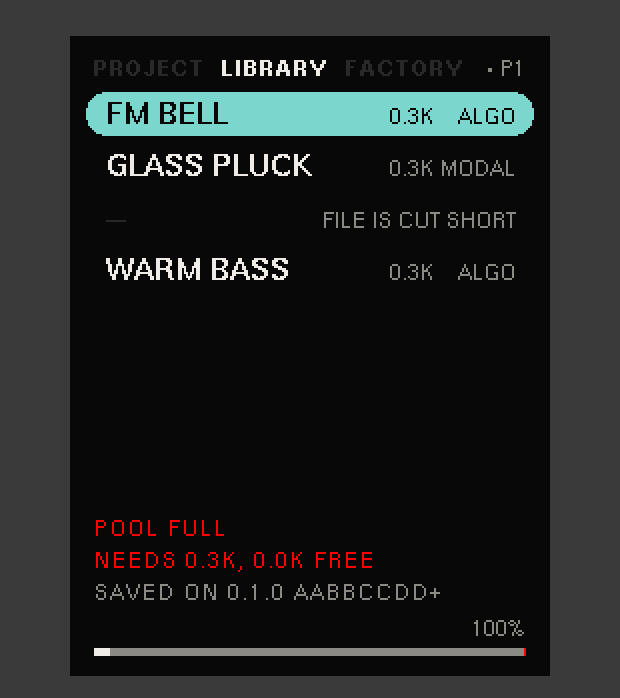 PROJECT LIBRARY FACTORY · P1
FM BELL 0.3K ALGO
GLASS PLUCK 0.3K MODAL
— FILE IS CUT SHORT
WARM BASS 0.3K ALGO
POOL FULL
NEEDS 0.3K, 0.0K FREE
SAVED ON 0.1.0 AABBCCDD+
100%